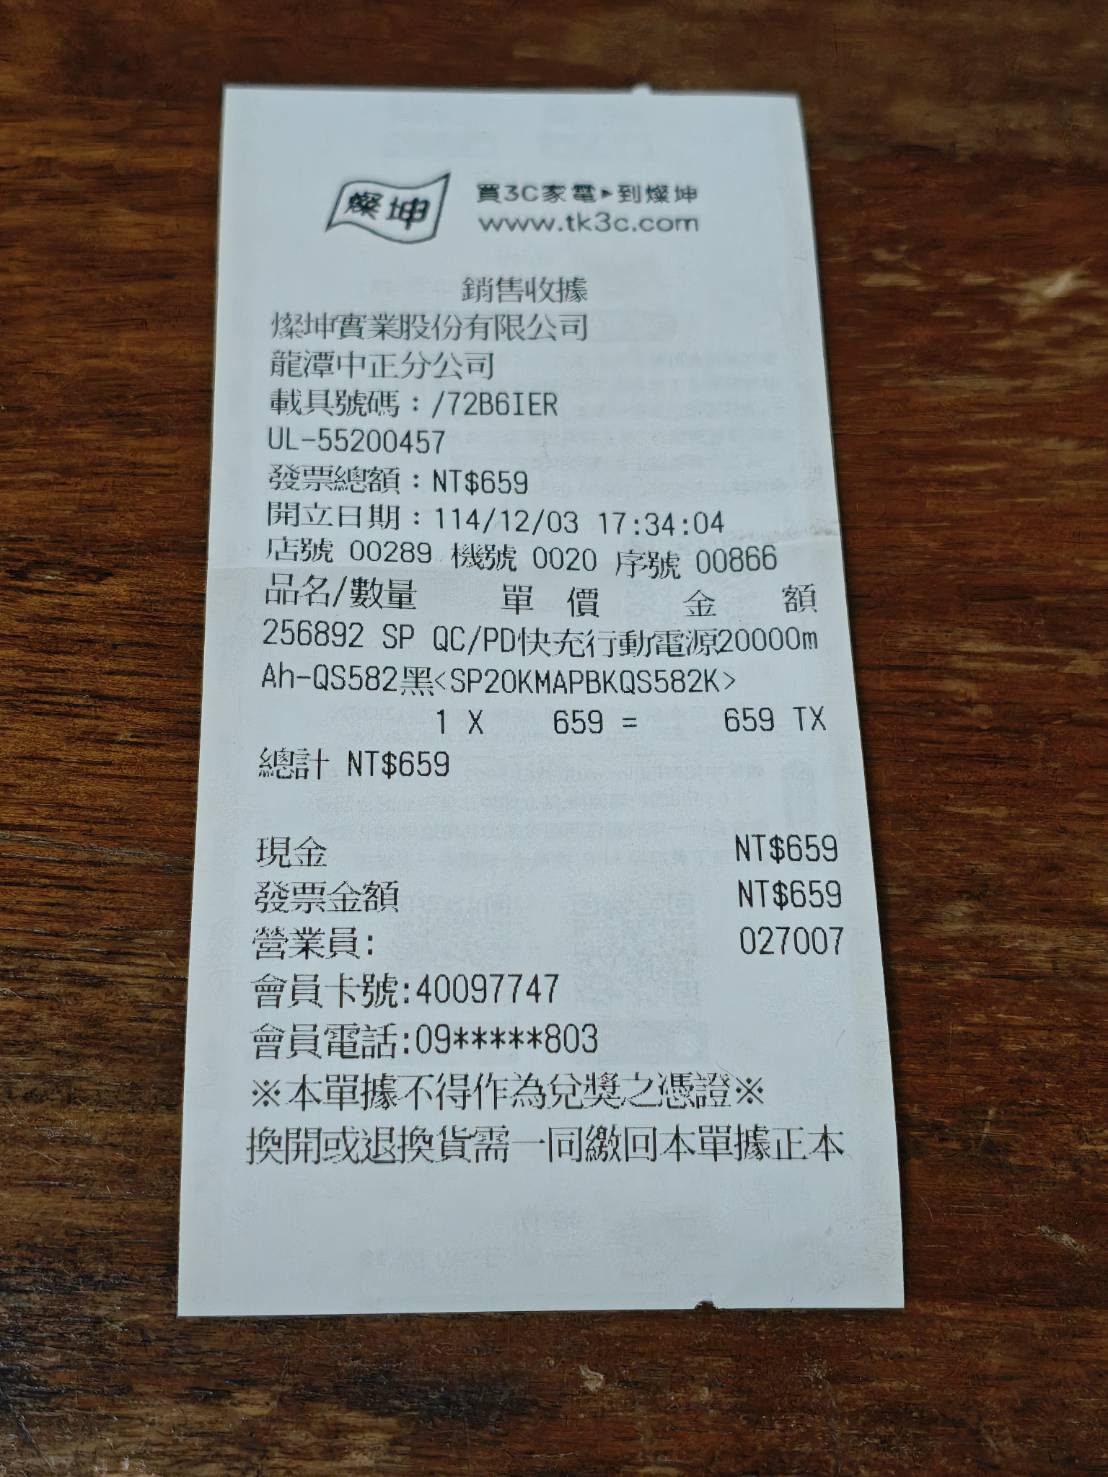 燦坤 買3C家電▶到燦坤
www.tk3c.com
銷售收據
燦坤實業股份有限公司
龍潭中正分公司
載具號碼：/72B6IER
UL-55200457
發票總額：NT$659
開立日期：114/12/03 17:34:04
店號 00289 機號 0020 序號 00866
品名/數量 單價 金額
256892 SP QC/PD快充行動電源20000m
Ah-QS582黑<SP20KMAPBKQS582K>
1 X 659 = 659 TX
總計 NT$659
現金 NT$659
發票金額 NT$659
營業員: 027007
會員卡號:40097747
會員電話:09*****803
※本單據不得作為兌獎之憑證※
換開或退換貨需一同繳回本單據正本